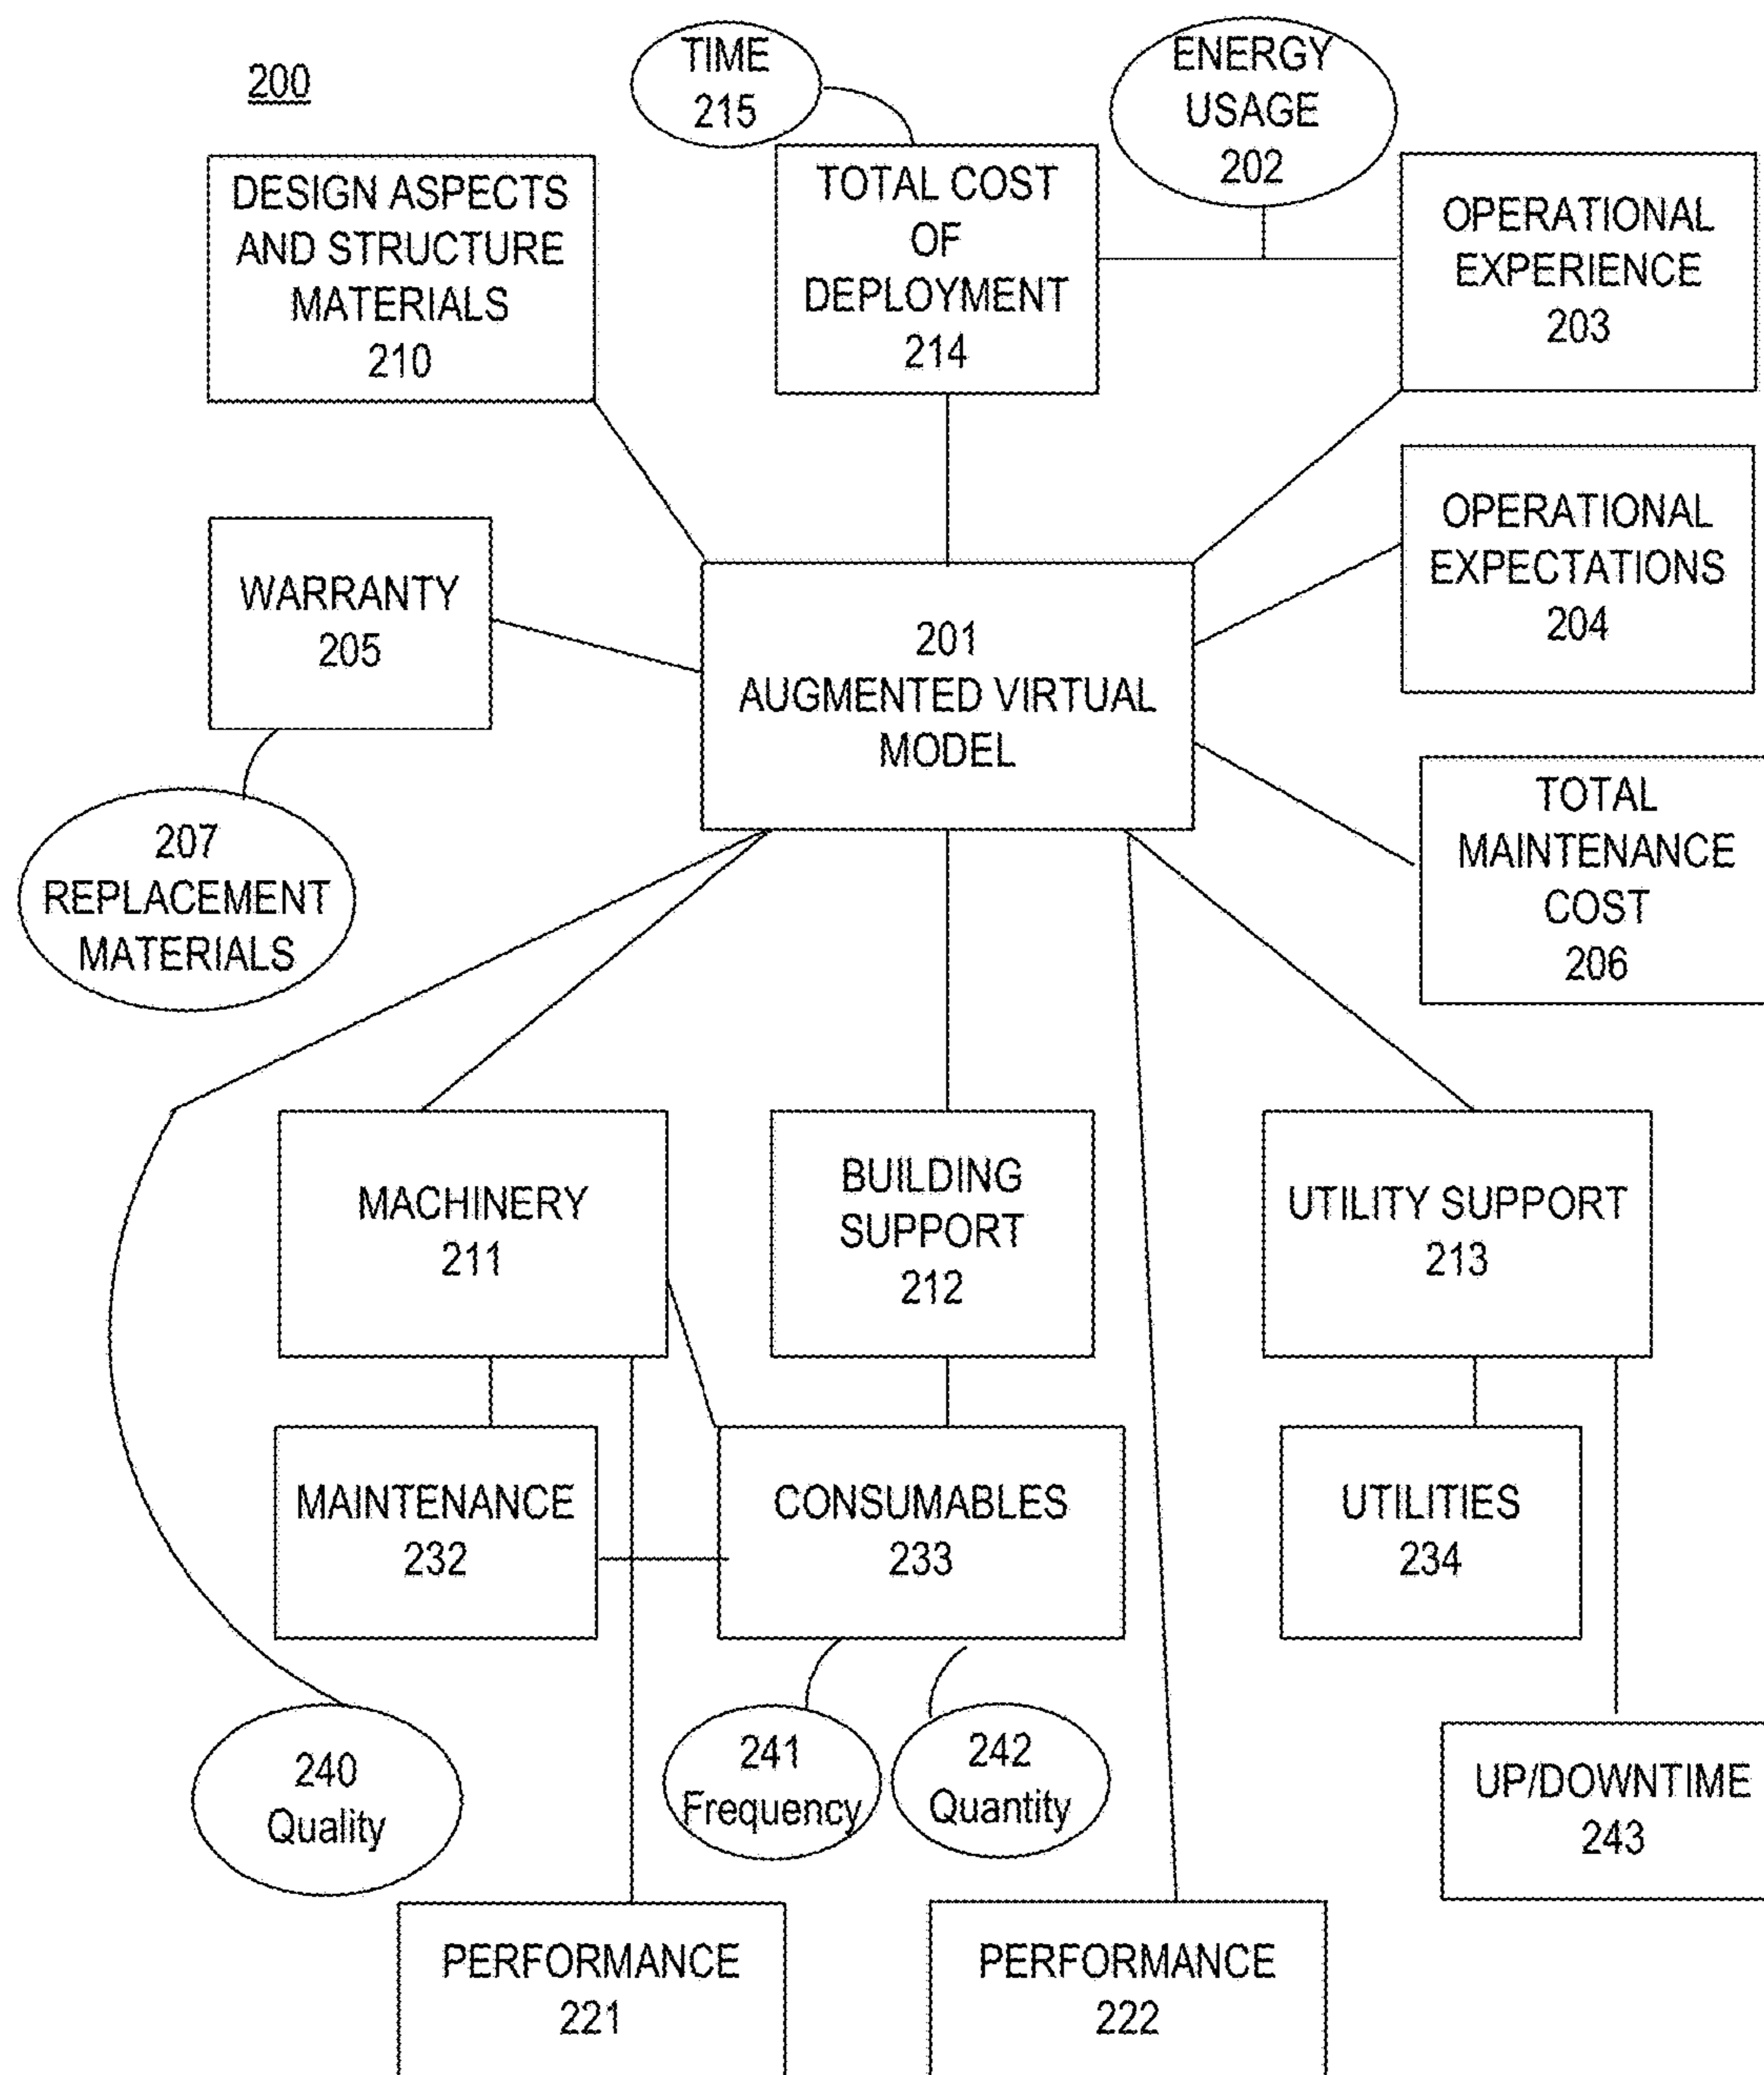 200
TIME
215
ENERGY
USAGE
202
DESIGN ASPECTS
AND STRUCTURE
MATERIALS
210
TOTAL COST
OF
DEPLOYMENT
214
OPERATIONAL
EXPERIENCE
203
OPERATIONAL
EXPECTATIONS
204
WARRANTY
205
201
AUGMENTED VIRTUAL
MODEL
TOTAL
MAINTENANCE
COST
206
207
REPLACEMENT
MATERIALS
MACHINERY
211
BUILDING
SUPPORT
212
UTILITY SUPPORT
213
MAINTENANCE
232
CONSUMABLES
233
UTILITIES
234
240
Quality
241
Frequency
242
Quantity
UP/DOWNTIME
243
PERFORMANCE
221
PERFORMANCE
222